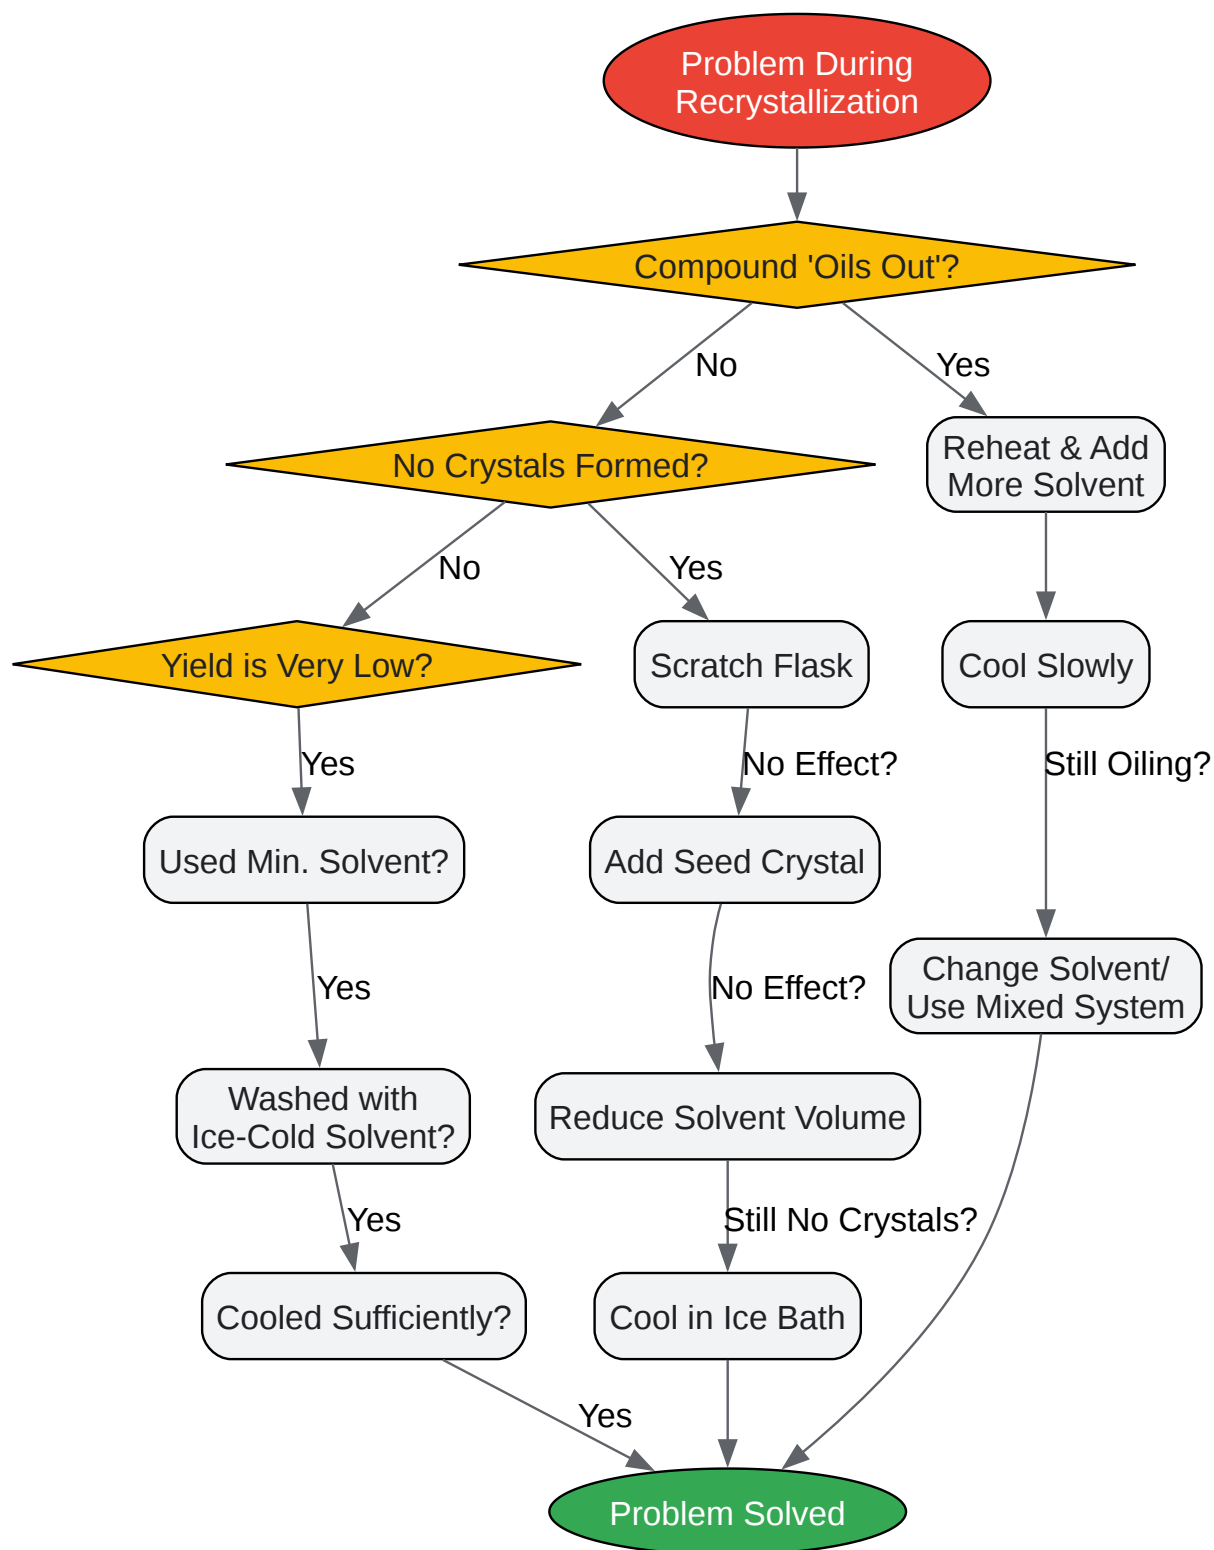 Problem During
Recrystallization
Compound 'Oils Out'?
No
Yes
No Crystals Formed?
Reheat & Add
More Solvent
No
Yes
Yield is Very Low?
Scratch Flask
Cool Slowly
Yes
No Effect?
Still Oiling?
Used Min. Solvent?
Add Seed Crystal
Change Solvent/
Use Mixed System
Yes
No Effect?
Washed with
Ice-Cold Solvent?
Reduce Solvent Volume
Yes
Still No Crystals?
Cooled Sufficiently?
Cool in Ice Bath
Yes
Problem Solved